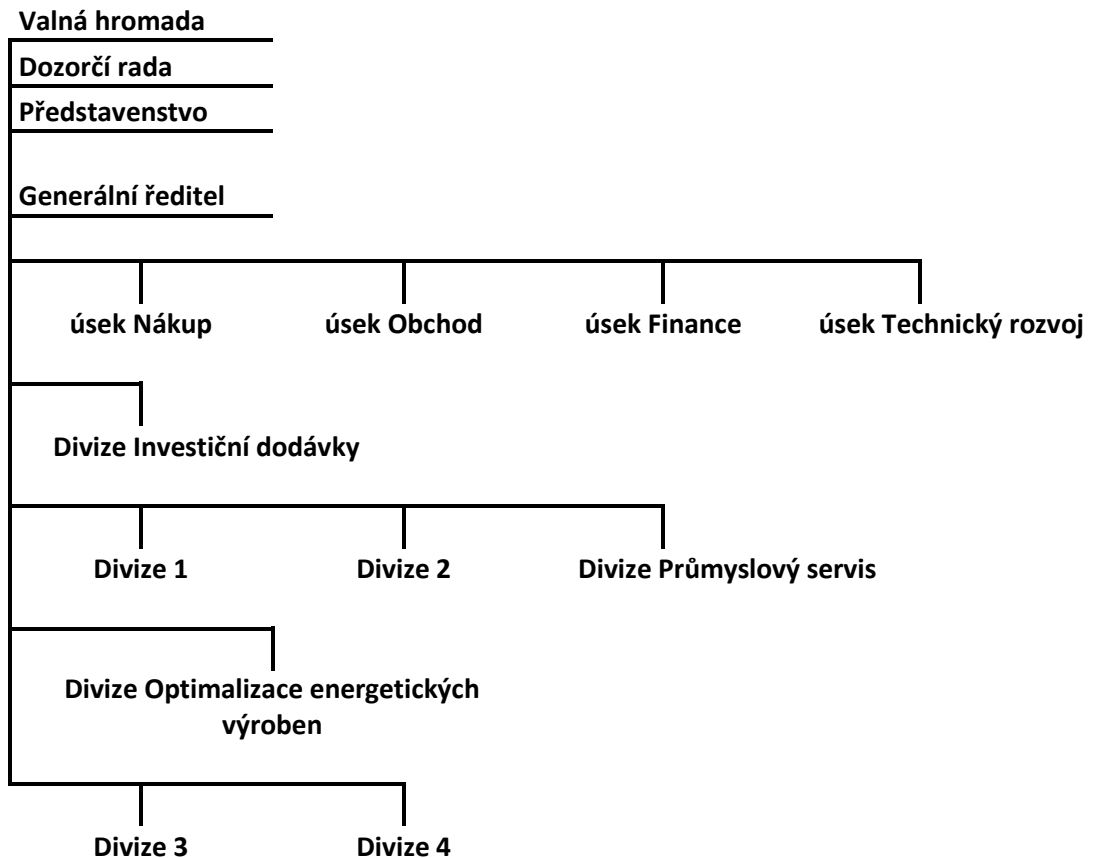 Valná hromada
Dozorčí rada
Představenstvo
Generální ředitel
úsek Nákup
úsek Obchod
úsek Finance
úsek Technický rozvoj
Divize Investiční dodávky
Divize 1
Divize 2
Divize Průmyslový servis
Divize Optimalizace energetických
výroben
Divize 3
Divize 4